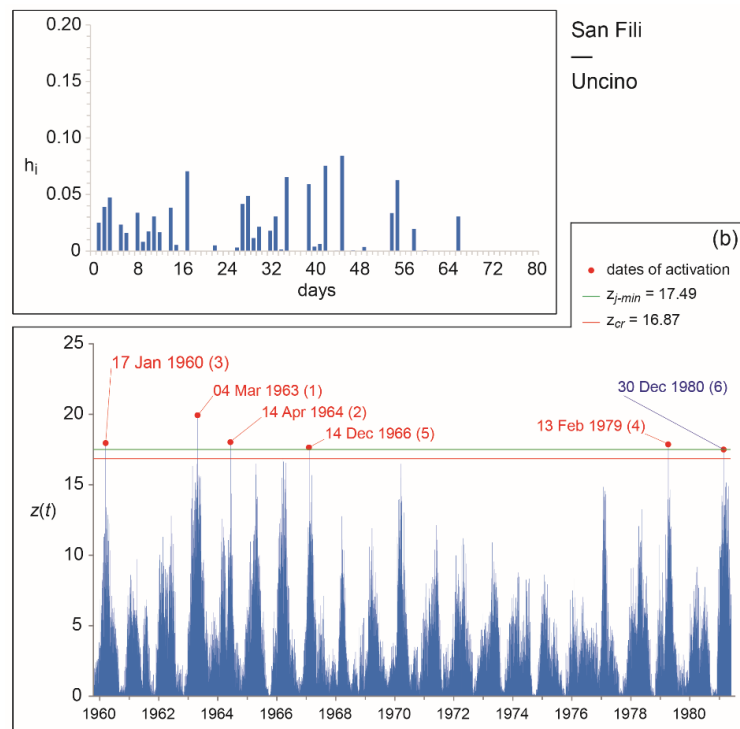 San Fili
—
Uncino
0.20
0.15
0.10
0.05
0
h_i
0 8 16 24 32 40 48 56 64 72 80
days
(b)
dates of activation
z_{j-min} = 17.49
z_{cr} = 16.87
25
20
15
10
5
0
z(t)
17 Jan 1960 (3)
04 Mar 1963 (1)
14 Apr 1964 (2)
14 Dec 1966 (5)
13 Feb 1979 (4)
30 Dec 1980 (6)
1960 1962 1964 1966 1968 1970 1972 1974 1976 1978 1980